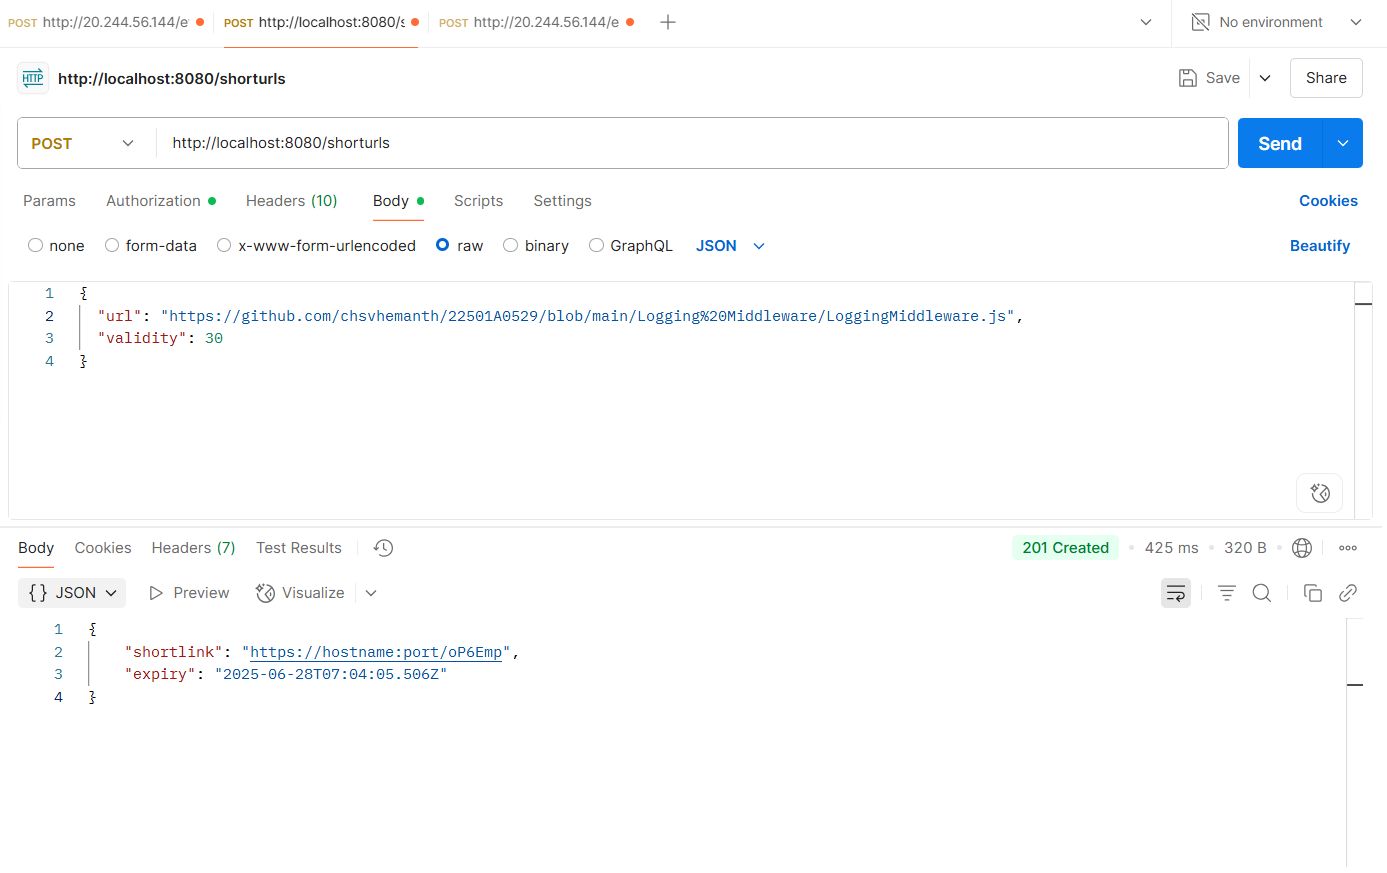 POST http://20.244.56.144/e POST http://localhost:8080/s POST http://20.244.56.144/e No environment
HTTP http://localhost:8080/shorturls Save Share
POST http://localhost:8080/shorturls Send
Params Authorization Headers (10) Body Scripts Settings Cookies
none form-data x-www-form-urlencoded raw binary GraphQL JSON Beautify
1 {
2 "url": "https://github.com/chsvhemanth/22501A0529/blob/main/Logging%20Middleware/LoggingMiddleware.js",
3 "validity": 30
4 }
Body Cookies Headers (7) Test Results 201 Created 425 ms 320 B
{} JSON Preview Visualize
1 {
2 "shortlink": "https://hostname:port/oP6Emp",
3 "expiry": "2025-06-28T07:04:05.506Z"
4 }